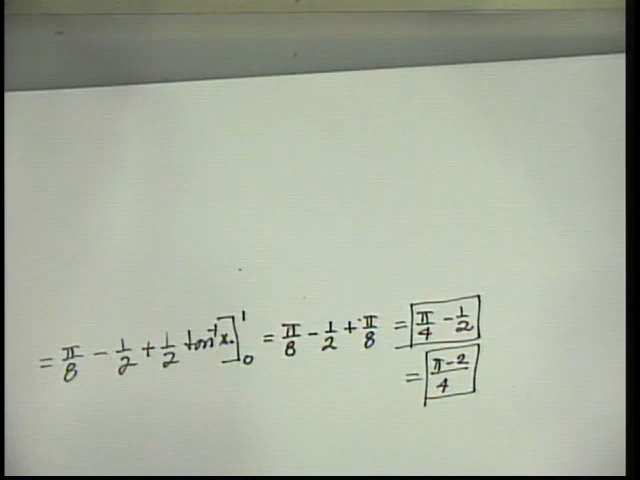 = π/8 - 1/2 + 1/2 tan⁻¹x]₀¹ = π/8 - 1/2 + π/8 = π/4 - 1/2
= π-2/4